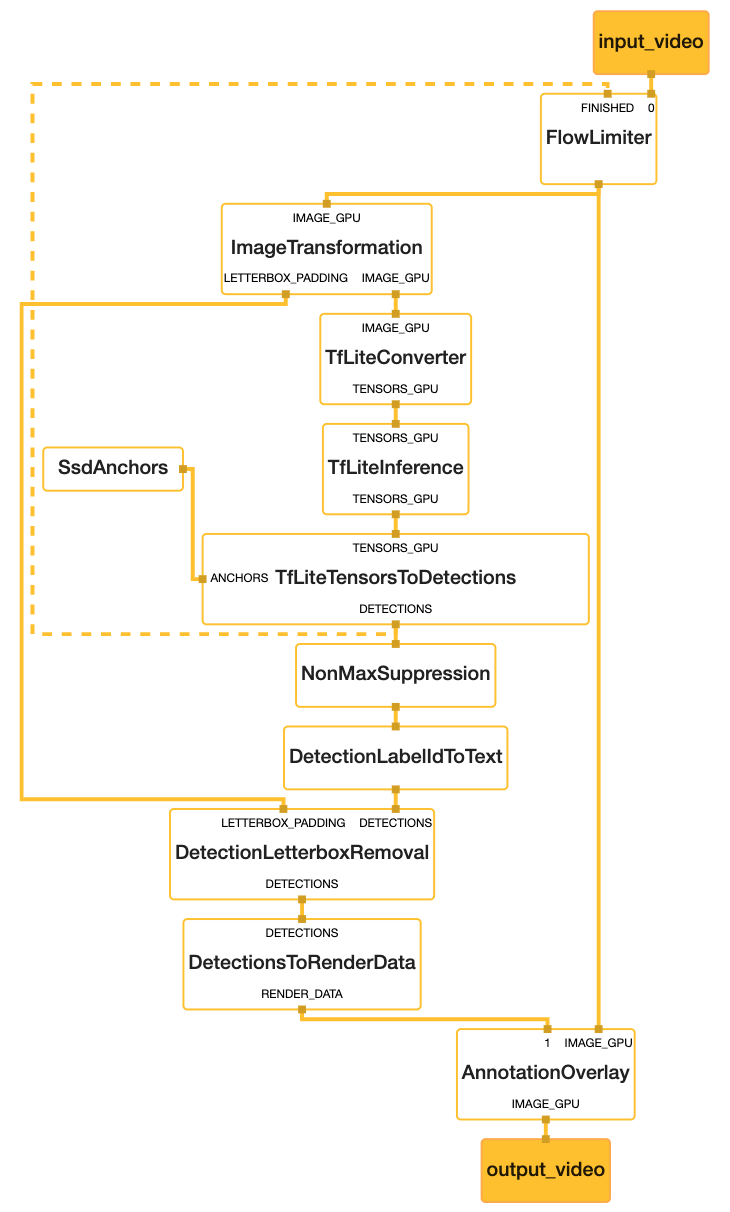 input_video
FINISHED 0
FlowLimiter
IMAGE_GPU
ImageTransformation
LETTERBOX_PADDING IMAGE_GPU
IMAGE_GPU
TfLiteConverter
TENSORS_GPU
TENSORS_GPU
SsdAnchors
TfLiteInference
TENSORS_GPU
TENSORS_GPU
ANCHORS TfLiteTensorsToDetections
DETECTIONS
NonMaxSuppression
DetectionLabelIdToText
LETTERBOX_PADDING DETECTIONS
DetectionLetterboxRemoval
DETECTIONS
DETECTIONS
DetectionsToRenderData
RENDER_DATA
1 IMAGE_GPU
AnnotationOverlay
IMAGE_GPU
output_video